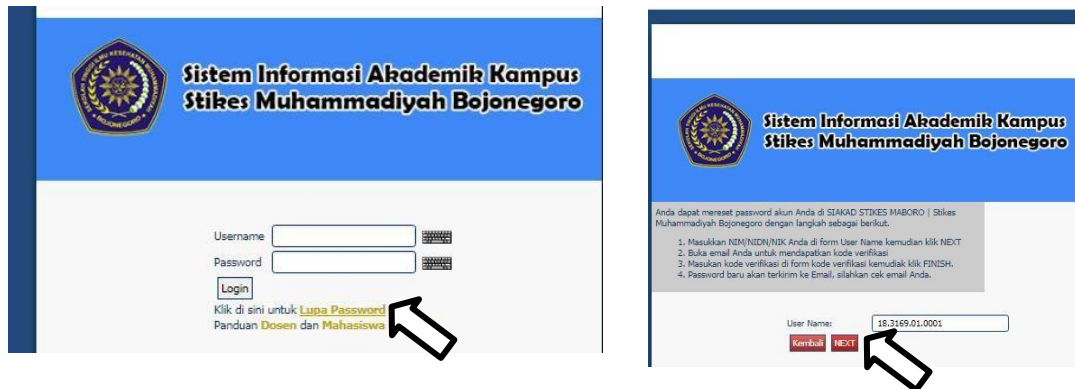 Sistem Informasi Akademik Kampus
Stikes Muhammadiyah Bojonegoro
Username
Password
Login
Klik di sini untuk Lupa Password
Panduan Dosen dan Mahasiswa
Sistem Informasi Akademik Kampus
Stikes Muhammadiyah Bojonegoro
Anda dapat mereset password akun Anda di SIAKAD STIKES MABORO | Stikes
Muhammadiyah Bojonegoro dengan langkah sebagai berikut.
1. Masukkan NIM/NIDN/NIK Anda di form User Name kemudian klik NEXT
2. Buka email Anda untuk mendapatkan kode verifikasi
3. Masukan kode verifikasi di form kode verifikasi kemudiak klik FINISH.
4. Password baru akan terkirim ke Email, silahkan cek email Anda.
User Name: 18.3169.01.0001
Kembali NEXT